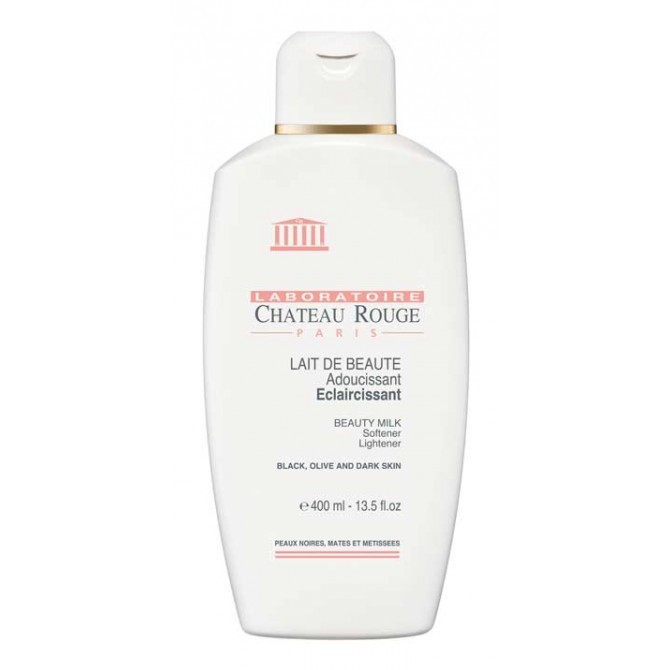 LABORATOIRE
CHATEAU ROUGE
PARIS
LAIT DE BEAUTE
Adoucissant
Eclaircissant
BEAUTY MILK
Softener
Lightener
BLACK, OLIVE AND DARK SKIN
℮ 400 ml - 13.5 fl.oz
PEAUX NOIRES, MATES ET METISSEES